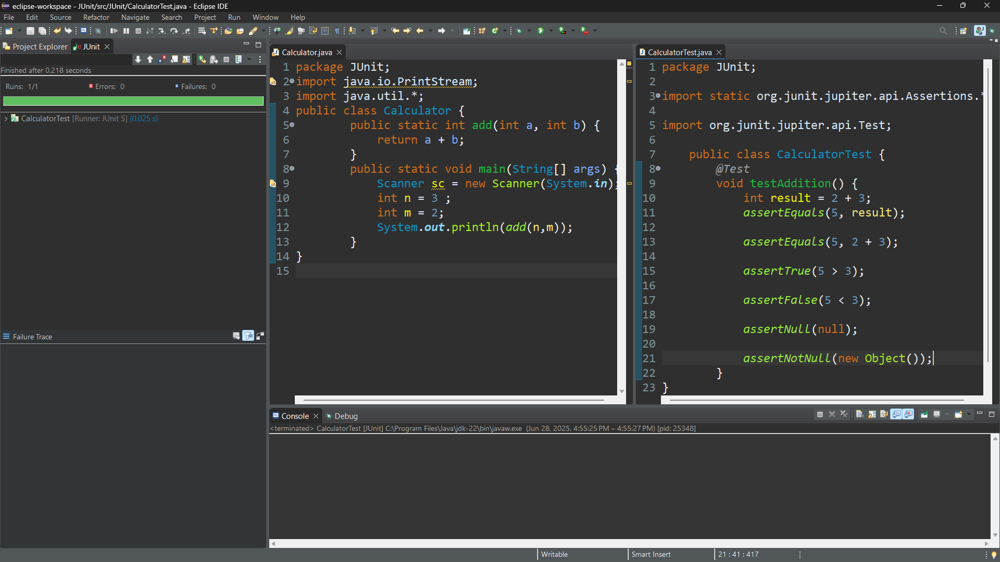 eclipse-workspace - JUnit/src/JUnit/CalculatorTest.java - Eclipse IDE
File Edit Source Refactor Navigate Search Project Run Window Help
Project Explorer JUnit
Finished after 0.218 seconds
Runs: 1/1 Errors: 0 Failures: 0
CalculatorTest [Runner: JUnit 5] (0.025 s)
Failure Trace
Calculator.java
1 package JUnit;
2 import java.io.PrintStream;
3 import java.util.*;
4 public class Calculator {
5 public static int add(int a, int b) {
6 return a + b;
7 }
8 public static void main(String[] args) {
9 Scanner sc = new Scanner(System.in);
10 int n = 3 ;
11 int m = 2;
12 System.out.println(add(n,m));
13 }
14 }
15
CalculatorTest.java
1 package JUnit;
2
3 import static org.junit.jupiter.api.Assertions.*
4
5 import org.junit.jupiter.api.Test;
6
7 public class CalculatorTest {
8 @Test
9 void testAddition() {
10 int result = 2 + 3;
11 assertEquals(5, result);
12
13 assertEquals(5, 2 + 3);
14
15 assertTrue(5 > 3);
16
17 assertFalse(5 < 3);
18
19 assertNull(null);
20
21 assertNotNull(new Object());
22 }
23 }
Console Debug
<terminated> CalculatorTest [JUnit] C:\Program Files\Java\jdk-22\bin\javaw.exe (Jun 28, 2025, 4:55:25 PM – 4:55:27 PM) [pid: 25348]
Writable Smart Insert 21 : 41 : 417